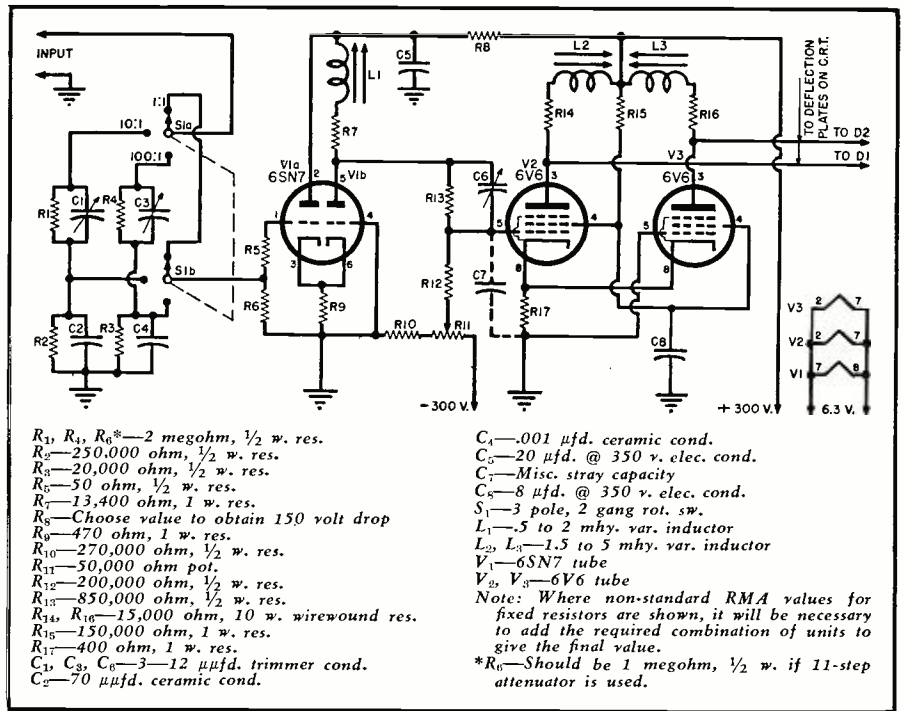 INPUT
1:1
10:1
S1a
100:1
R1
C1
R4
C3
S1b
R2
C2
R3
C4
L1
R7
C5
R8
V1a
6SN7
2
5
V1b
1
4
3
6
R5
R6
R9
R10
R11
-300 V.
R13
C6
R12
C7
L2
L3
R14
R15
R16
V2
6V6
3
5
4
8
R17
V3
6V6
3
5
4
8
C8
+300 V.
TO DEFLECTION
PLATES ON C.R.T.
TO D2
TO D1
V3 2 7
V2 2 7
V1 7 8
6.3 V.
R1, R4, R6*—2 megohm, 1/2 w. res.
R2—250,000 ohm, 1/2 w. res.
R3—20,000 ohm, 1/2 w. res.
R5—50 ohm, 1/2 w. res.
R7—13,400 ohm, 1 w. res.
R8—Choose value to obtain 150 volt drop
R9—470 ohm, 1 w. res.
R10—270,000 ohm, 1/2 w. res.
R11—50,000 ohm pot.
R12—200,000 ohm, 1/2 w. res.
R13—850,000 ohm, 1/2 w. res.
R14, R16—15,000 ohm, 10 w. wirewound res.
R15—150,000 ohm, 1 w. res.
R17—400 ohm, 1 w. res.
C1, C3, C6—3—12 μμfd. trimmer cond.
C2—70 μμfd. ceramic cond.
C4—.001 μfd. ceramic cond.
C5—20 μfd. @ 350 v. elec. cond.
C7—Misc. stray capacity
C8—8 μfd. @ 350 v. elec. cond.
S1—3 pole, 2 gang rot. sw.
L1—.5 to 2 mhy. var. inductor
L2, L3—1.5 to 5 mhy. var. inductor
V1—6SN7 tube
V2, V3—6V6 tube
Note: Where non-standard RMA values for
fixed resistors are shown, it will be necessary
to add the required combination of units to
give the final value.
*R6—Should be 1 megohm, 1/2 w. if 11-step
attenuator is used.